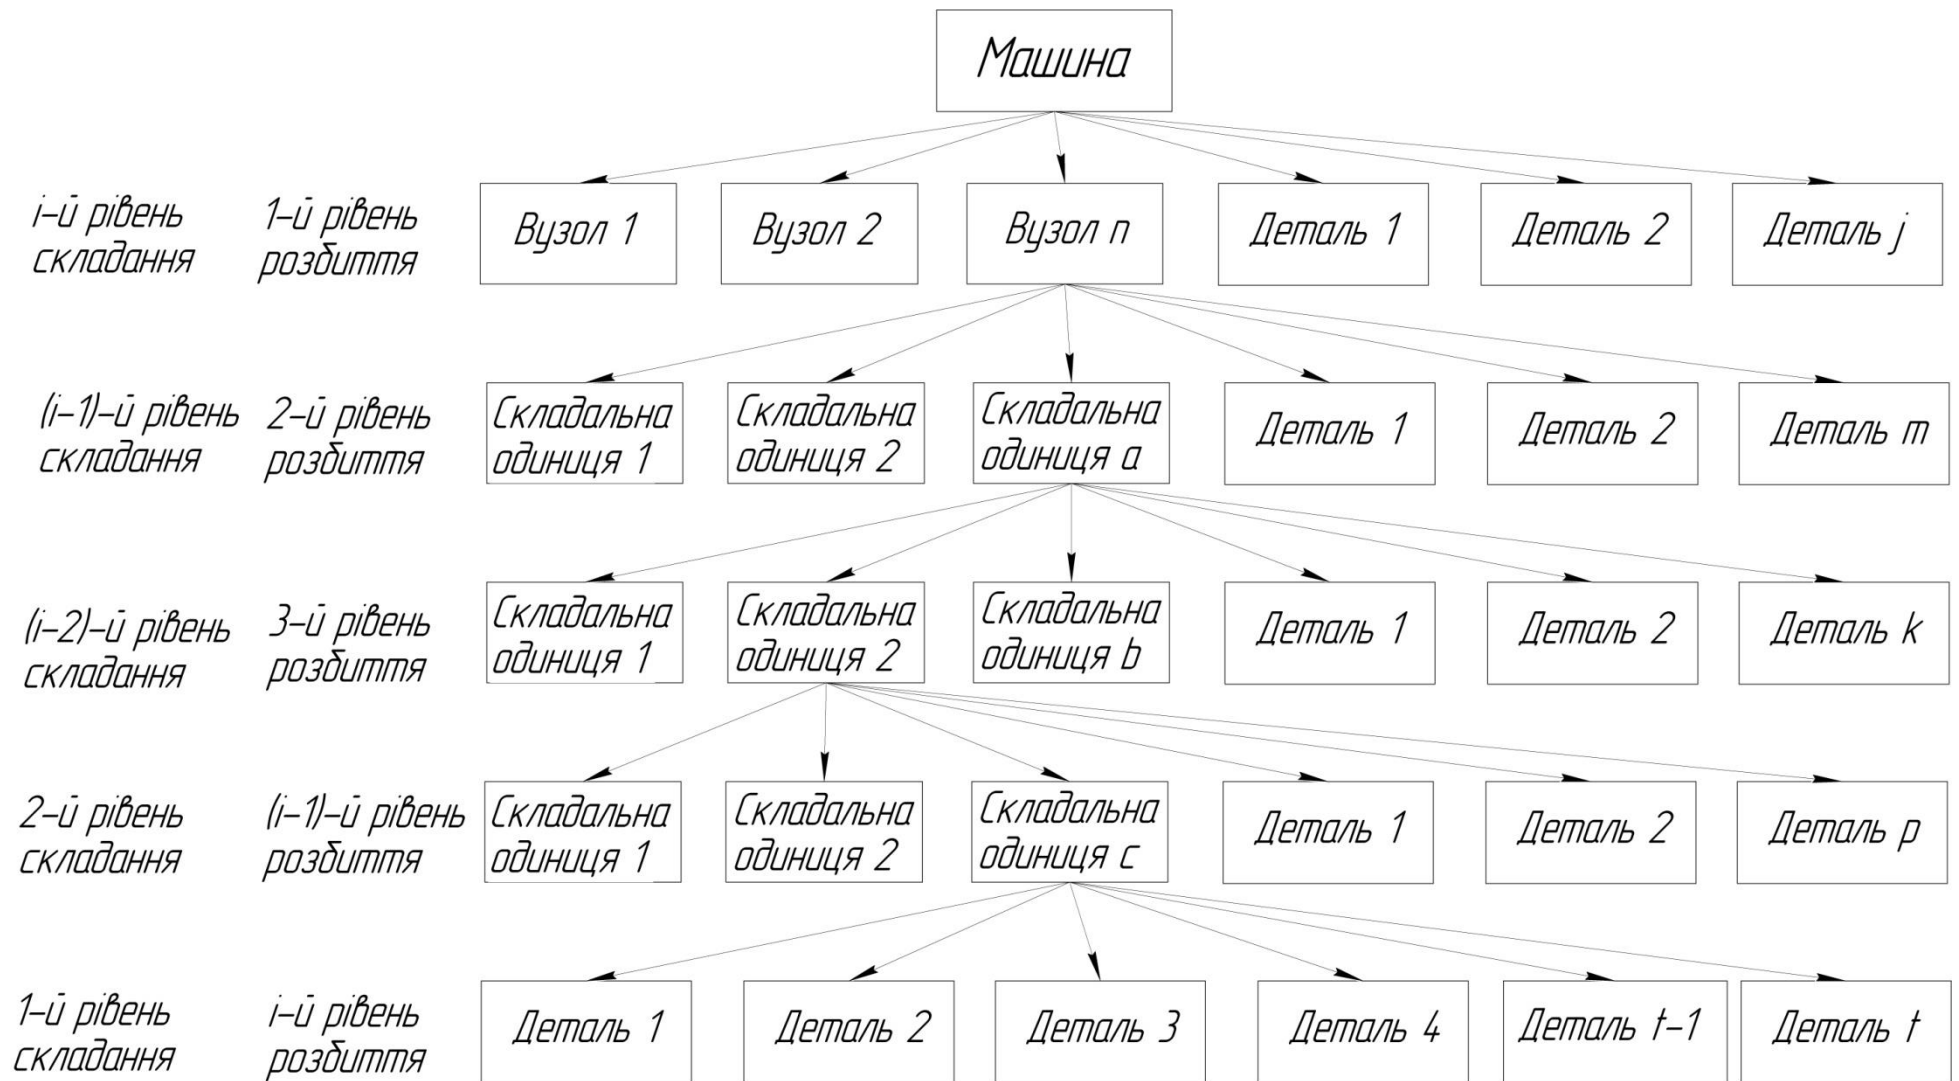 Машина
і-й рівень
складання
1-й рівень
розбиття
Вузол 1
Вузол 2
Вузол n
Деталь 1
Деталь 2
Деталь j
(і-1)-й рівень
складання
2-й рівень
розбиття
Складальна
одиниця 1
Складальна
одиниця 2
Складальна
одиниця a
Деталь 1
Деталь 2
Деталь m
(і-2)-й рівень
складання
3-й рівень
розбиття
Складальна
одиниця 1
Складальна
одиниця 2
Складальна
одиниця b
Деталь 1
Деталь 2
Деталь k
2-й рівень
складання
(і-1)-й рівень
розбиття
Складальна
одиниця 1
Складальна
одиниця 2
Складальна
одиниця c
Деталь 1
Деталь 2
Деталь p
1-й рівень
складання
і-й рівень
розбиття
Деталь 1
Деталь 2
Деталь 3
Деталь 4
Деталь t-1
Деталь t